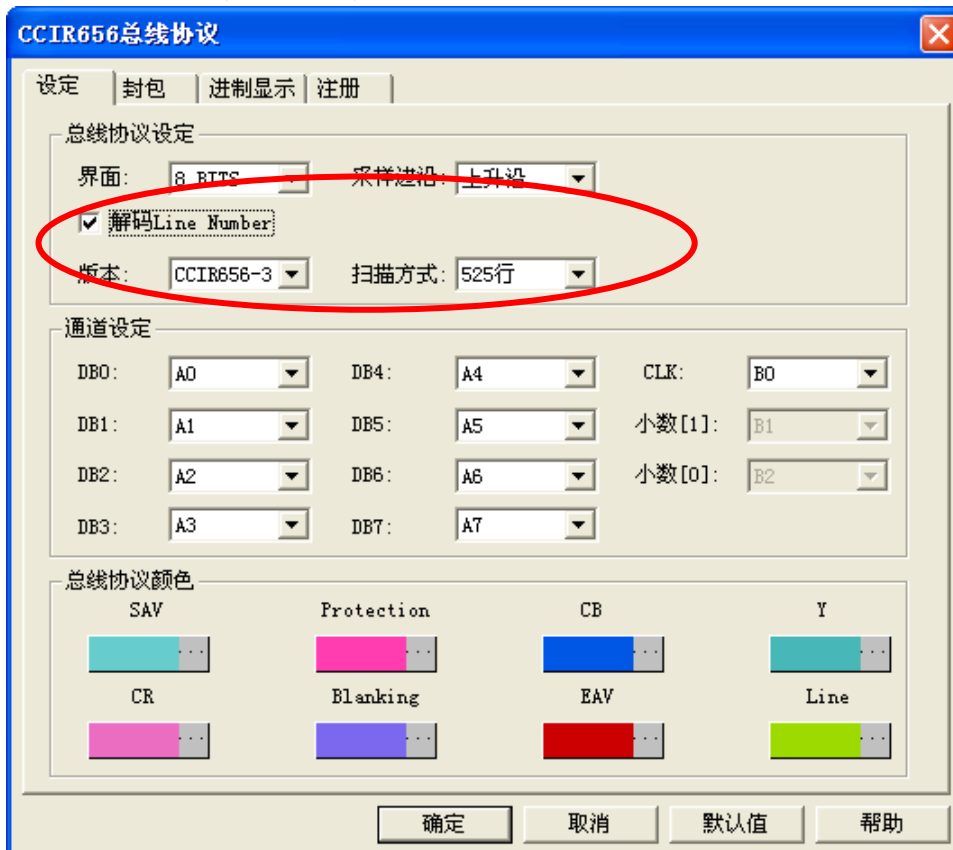 CCIR656总线协议
设定 封包 进制显示 注册
总线协议设定
界面: 8 BITS 采样边沿: 上升沿
解码Line Number
版本: CCIR656-3 扫描方式: 525行
通道设定
DB0: A0 DB4: A4 CLK: B0
DB1: A1 DB5: A5 小数[1]: B1
DB2: A2 DB6: A6 小数[0]: B2
DB3: A3 DB7: A7
总线协议颜色
SAV Protection CB Y
... ... ... ...
CR Blanking EAV Line
... ... ... ...
确定 取消 默认值 帮助